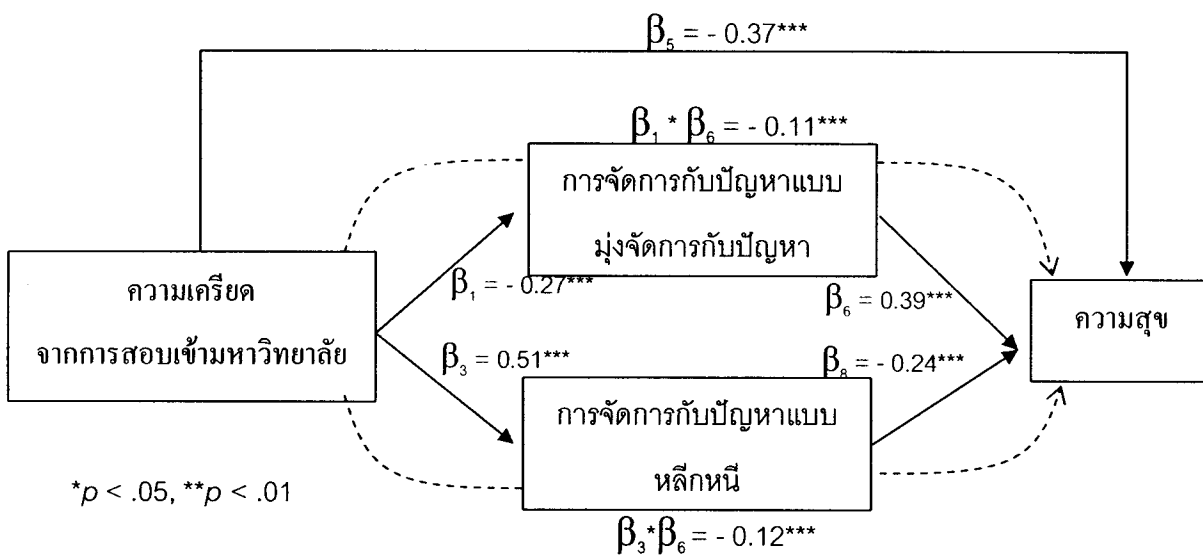 β5 = - 0.37***
β1 * β6 = - 0.11***
การจัดการกับปัญหาแบบ
มุ่งจัดการกับปัญหา
ความเครียด
จากการสอบเข้ามหาวิทยาลัย
β1 = - 0.27***
β6 = 0.39***
ความสุข
β3 = 0.51***
β8 = - 0.24***
การจัดการกับปัญหาแบบ
หลีกหนี
*p < .05, **p < .01
β3*β6 = - 0.12***